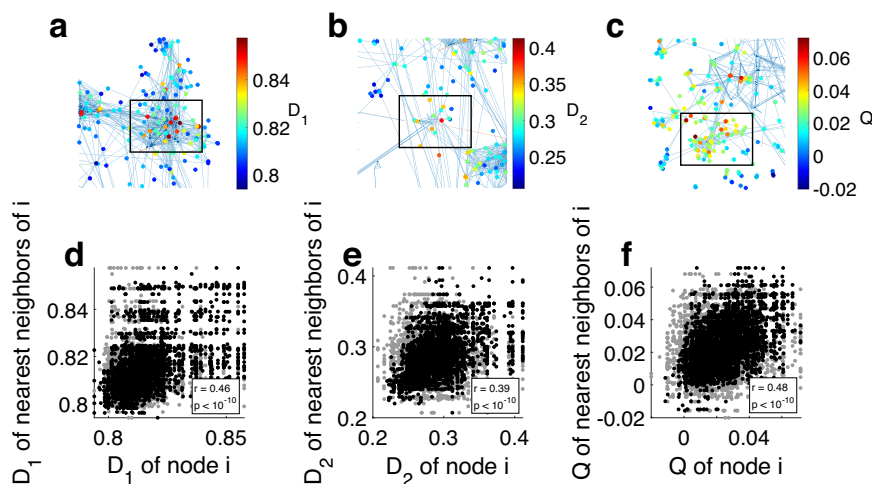 a
b
c
0.84
0.82
0.8
D1
0.4
0.35
0.3
0.25
D2
0.06
0.04
0.02
0
-0.02
Q
d
e
f
D1 of nearest neighbors of i
0.84
0.82
0.8
r = 0.46
p < 10^-10
0.8
0.84
D1 of node i
D2 of nearest neighbors of i
0.4
0.3
0.2
r = 0.39
p < 10^-10
0.2
0.3
0.4
D2 of node i
Q of nearest neighbors of i
0.06
0.04
0.02
0
-0.02
r = 0.48
p < 10^-10
0
0.04
Q of node i